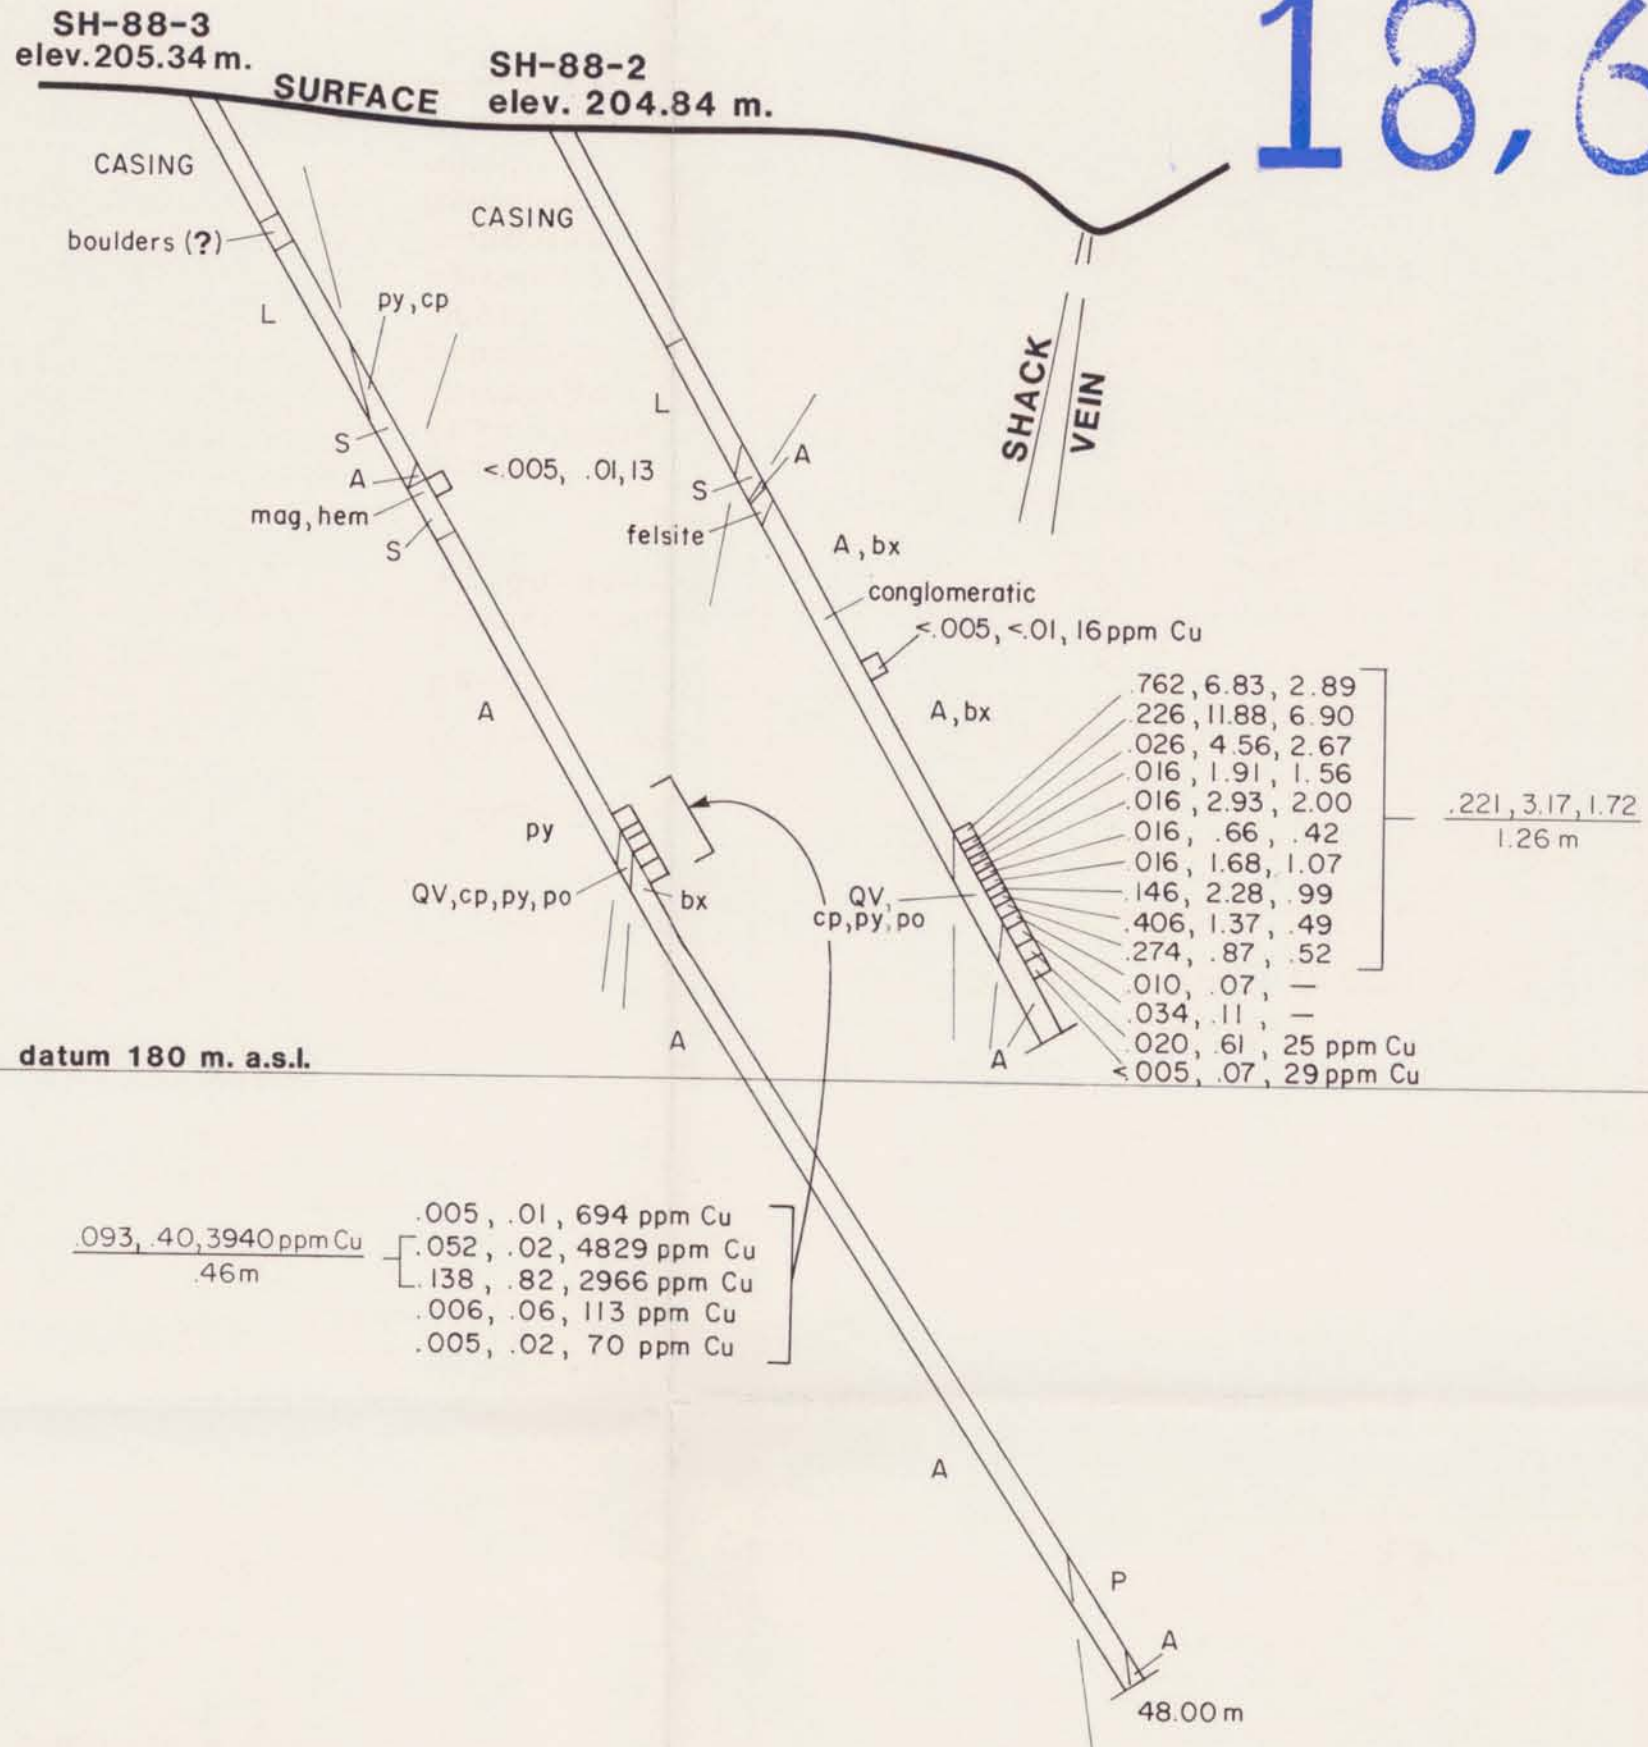 18,6
SH-88-3
elev. 205.34 m.
SURFACE
SH-88-2
elev. 204.84 m.
CASING
boulders (?)
L
py, cp
S
A
<.005, .01, 13
mag, hem
S
A
py
QV, cp, py, po
bx
A
CASING
L
A
S
felsite
A, bx
conglomeratic
<.005, <.01, 16 ppm Cu
A, bx
SHACK
VEIN
.762, 6.83, 2.89
.226, 11.88, 6.90
.026, 4.56, 2.67
.016, 1.91, 1.56
.016, 2.93, 2.00
.016, .66, .42
.016, 1.68, 1.07
.146, 2.28, .99
.406, 1.37, .49
.274, .87, .52
.010, .07, —
.034, .11, —
.020, .61, 25 ppm Cu
<.005, .07, 29 ppm Cu
.221, 3.17, 1.72
1.26 m
QV,
cp, py, po
A
datum 180 m. a.s.l.
.093, .40, 3940 ppm Cu
.46 m
.005, .01, 694 ppm Cu
.052, .02, 4829 ppm Cu
.138, .82, 2966 ppm Cu
.006, .06, 113 ppm Cu
.005, .02, 70 ppm Cu
A
P
A
48.00 m